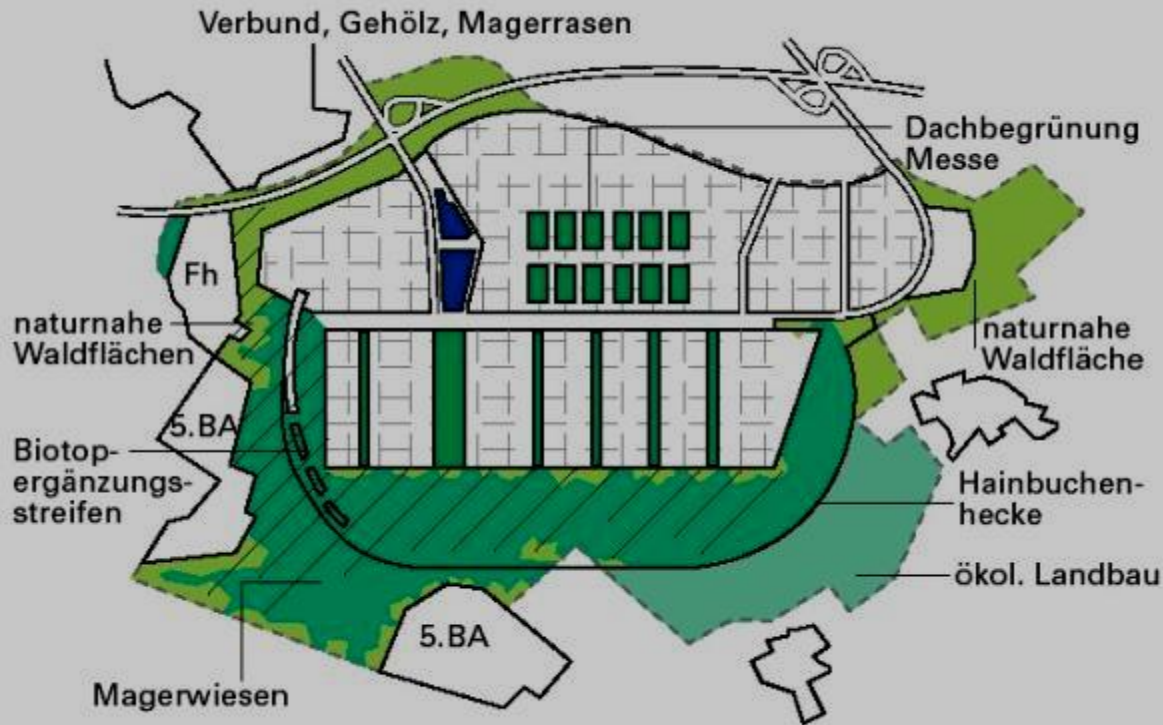 Verbund, Gehölz, Magerrasen
Dachbegrünung
Messe
Fh
naturnahe
Waldflächen
naturnahe
Waldfläche
5.BA
Biotop-
ergänzungs-
streifen
Hainbuchen-
hecke
ökol. Landbau
5.BA
Magerwiesen